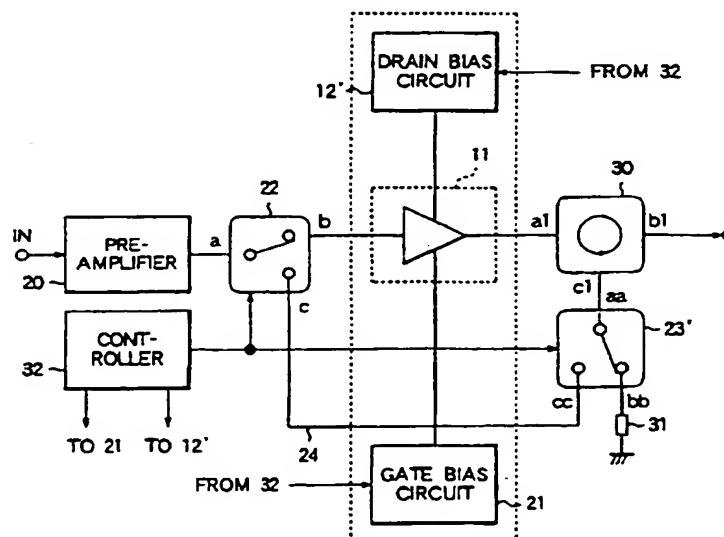 DRAIN BIAS
CIRCUIT
12'
FROM 32
11
22
30
IN
PRE-
AMPLIFIER
20
a
b
c
a1
b1
c1
aa
23'
CONT-
ROLLER
32
cc
bb
31
TO 21
TO 12'
24
FROM 32
GATE BIAS
CIRCUIT
21